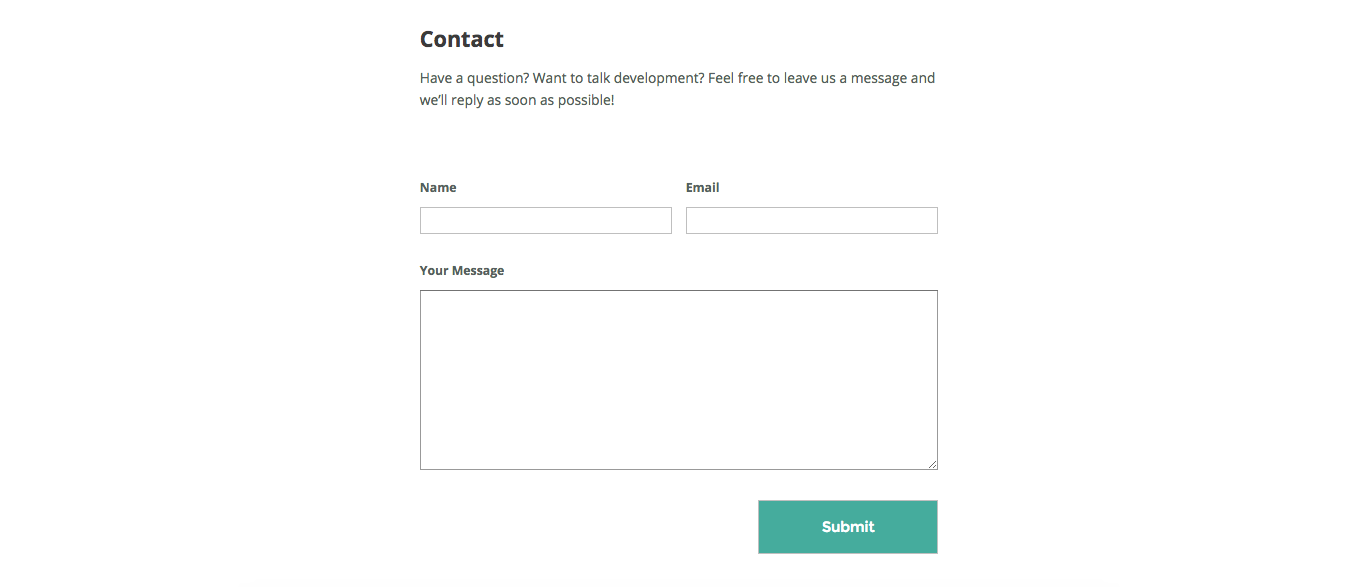 Contact
Have a question? Want to talk development? Feel free to leave us a message and
we’ll reply as soon as possible!
Name
Email
Your Message
Submit